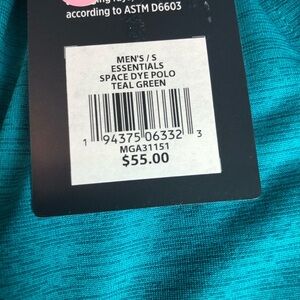 according to ASTM D6603
MEN'S / S
ESSENTIALS
SPACE DYE POLO
TEAL GREEN
1 94375 06332 3
MGA31151
$55.00